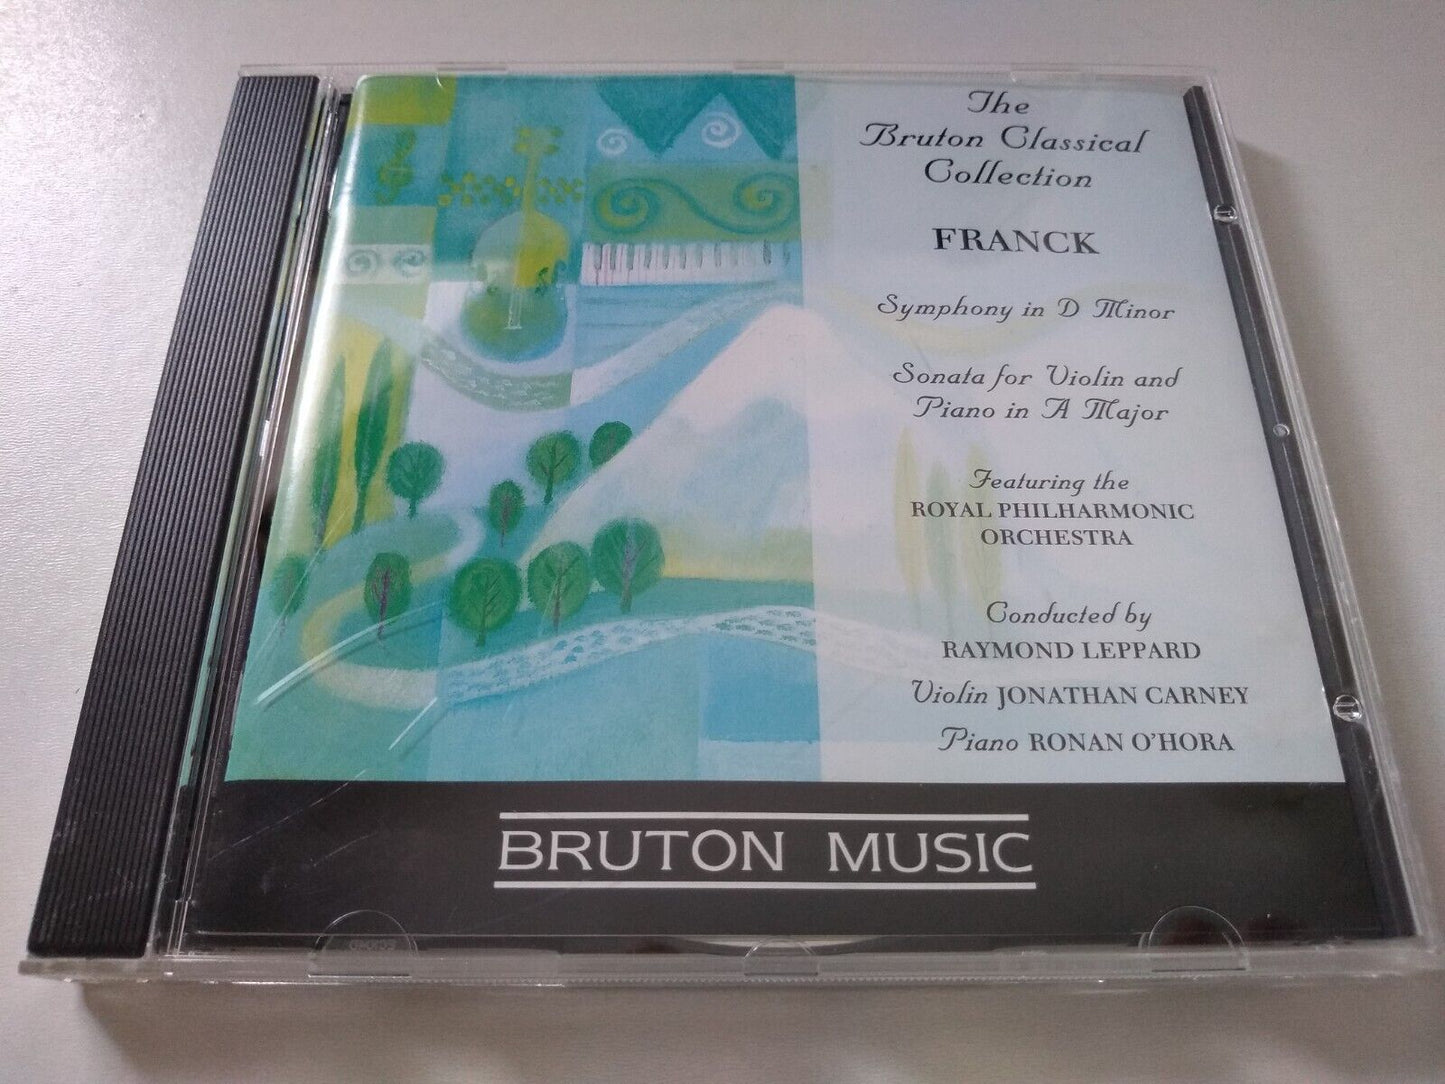 The
Bruton Classical
Collection
FRANCK
Symphony in D Minor
Sonata for Violin and
Piano in A Major
Featuring the
ROYAL PHILHARMONIC
ORCHESTRA
Conducted by
RAYMOND LEPPARD
Violin JONATHAN CARNEY
Piano RONAN O'HORA
BRUTON MUSIC